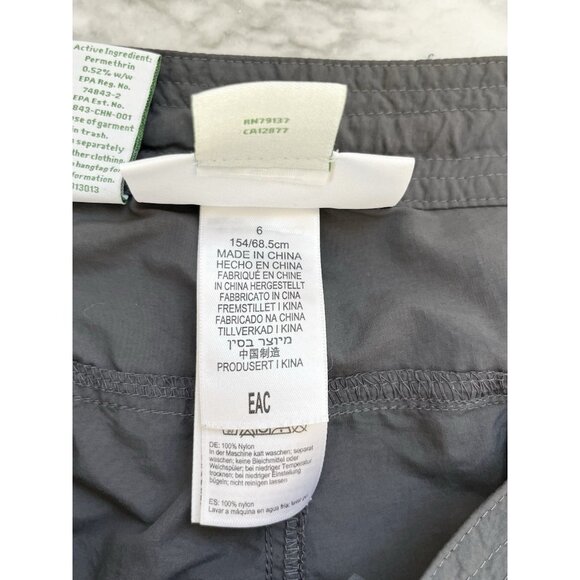 Active Ingredient:
Permethrin
0.52% w/w
EPA Reg. No.
74843-2
EPA Est. No.
843-CHN-001
se of garment
in trash.
separately
ther clothing.
hangtag for
formation.
13013
RN79137
CA12877
6
154/68.5cm
MADE IN CHINA
HECHO EN CHINA
FABRIQUÉ EN CHINE
IN CHINA HERGESTELLT
FABBRICATO IN CINA
FREMSTILLET I KINA
FABRICADO NA CHINA
TILLVERKAD I KINA
מיוצר בסין
中国制造
PRODUSERT I KINA
EAC
DE: 100% Nylon
In der Maschine kalt waschen; separat
waschen; keine Bleichmittel oder
Weichspüler; bei niedriger Temperatur
trocknen; bei niedriger Einstellung
bügeln; nicht reinigen lassen
ES: 100% nylon
Lavar a máquina en agua fría;